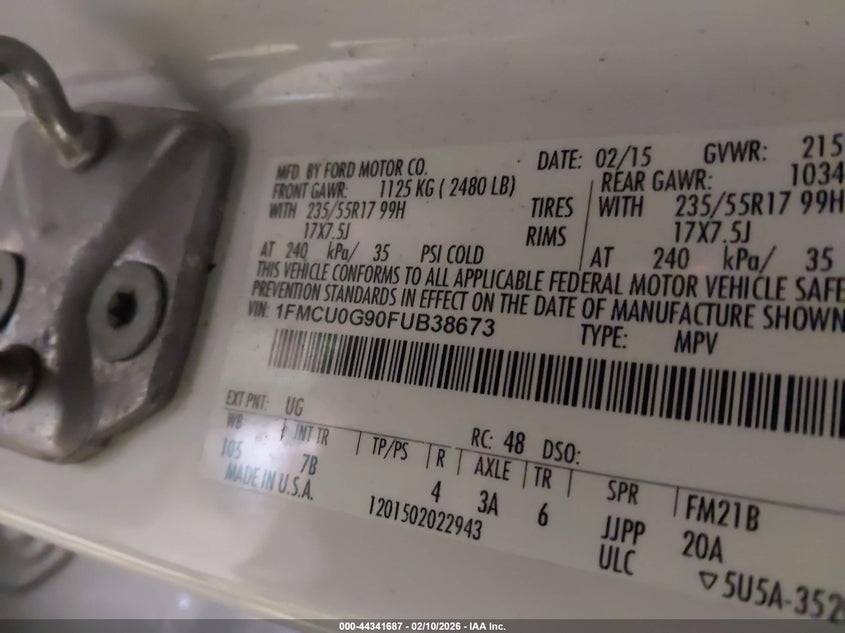 MFD. BY FORD MOTOR CO. DATE: 02/15 GVWR: 215
FRONT GAWR: 1125 KG ( 2480 LB) REAR GAWR: 1034
WITH 235/55R17 99H TIRES WITH 235/55R17 99H
17X7.5J RIMS 17X7.5J
AT 240 kPa/ 35 PSI COLD AT 240 kPa/ 35
THIS VEHICLE CONFORMS TO ALL APPLICABLE FEDERAL MOTOR VEHICLE SAFE
PREVENTION STANDARDS IN EFFECT ON THE DATE OF MANUFACTURE SHOWN
VIN: 1FMCU0G90FUB38673 TYPE: MPV
EXT PNT: UG RC: 48 DSO:
WB INT TR TP/PS R AXLE TR SPR FM21B
105 7B 4 3A 6 JJPP 20A
MADE IN U.S.A. 1201502022943 ULC ▽5U5A-352
000-44341687 - 02/10/2026 - IAA Inc.